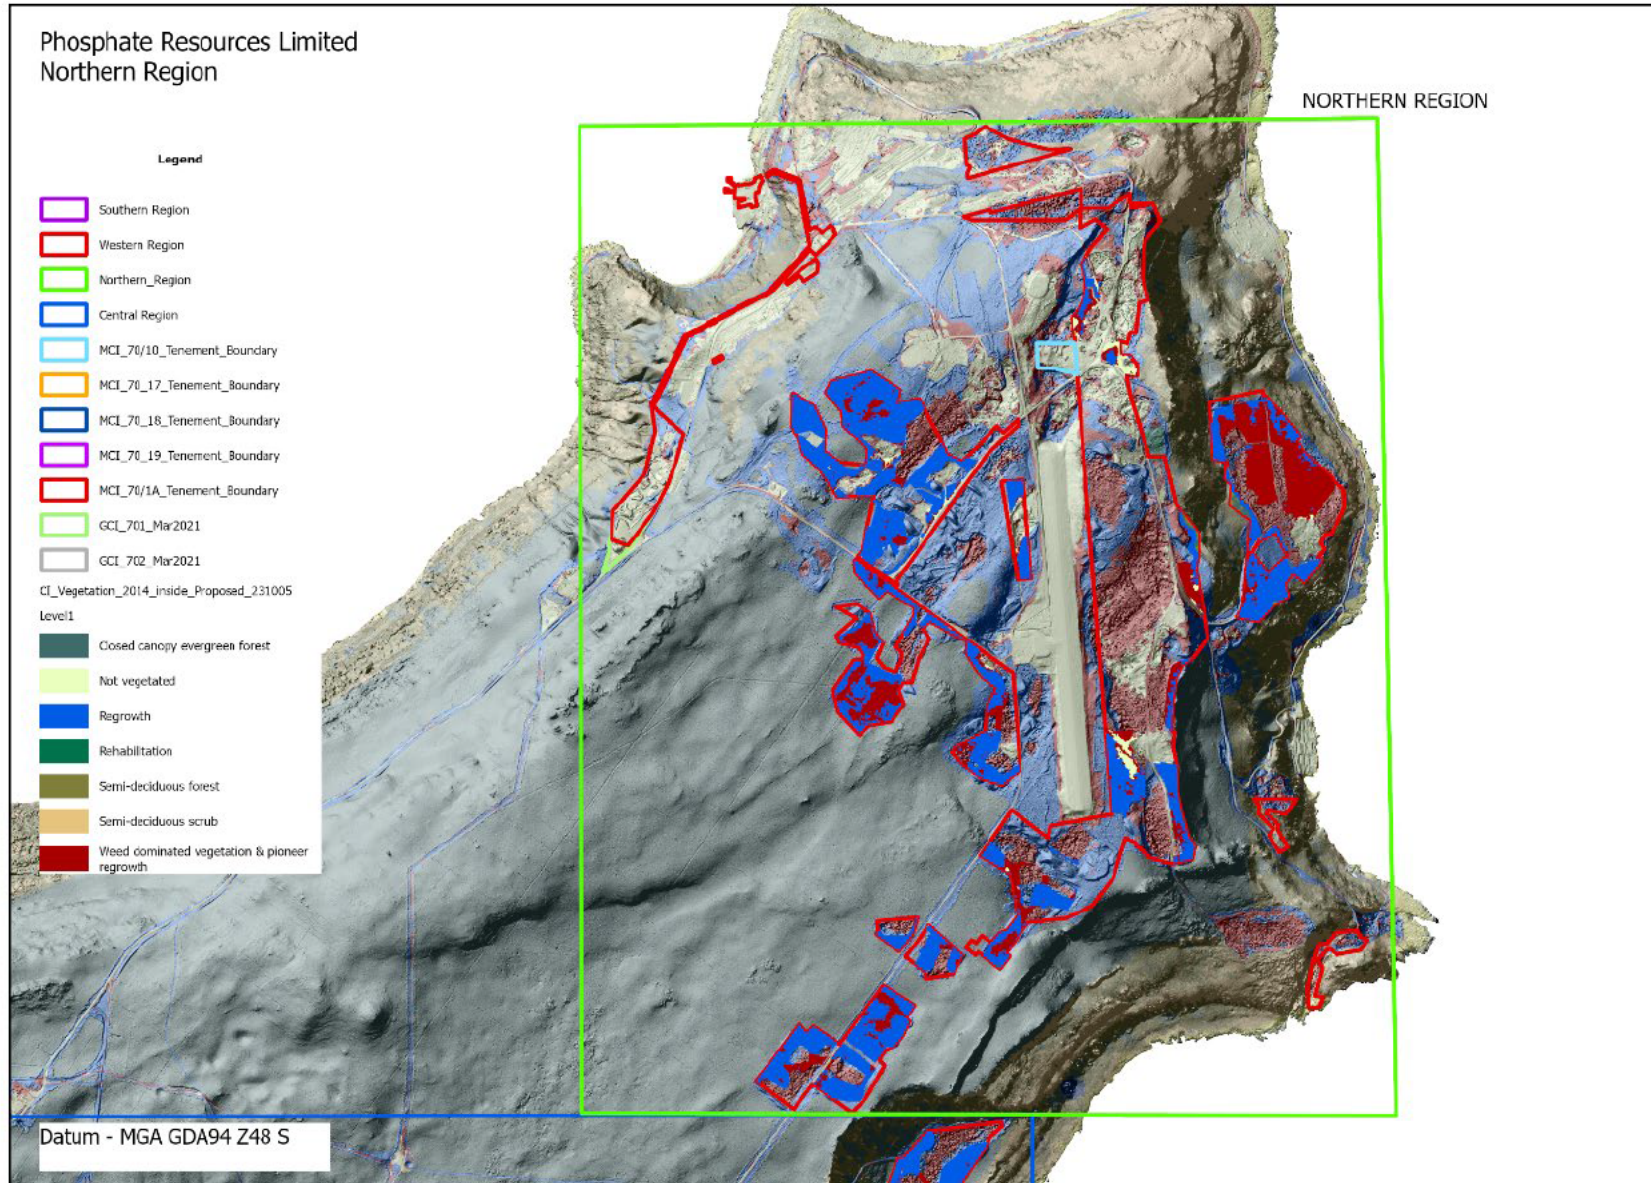 Phosphate Resources Limited
Northern Region
NORTHERN REGION
Legend
Southern Region
Western Region
Northern_Region
Central Region
MCI_70/10_Tenement_Boundary
MCI_70_17_Tenement_Boundary
MCI_70_18_Tenement_Boundary
MCI_70_19_Tenement_Boundary
MCI_70/1A_Tenement_Boundary
GCI_701_Mar2021
GCI_702_Mar2021
CI_Vegetation_2014_inside_Proposed_231005
Level1
Closed canopy evergreen forest
Not vegetated
Regrowth
Rehabilitation
Semi-deciduous forest
Semi-deciduous scrub
Weed dominated vegetation & pioneer
regrowth
Datum - MGA GDA94 Z48 S